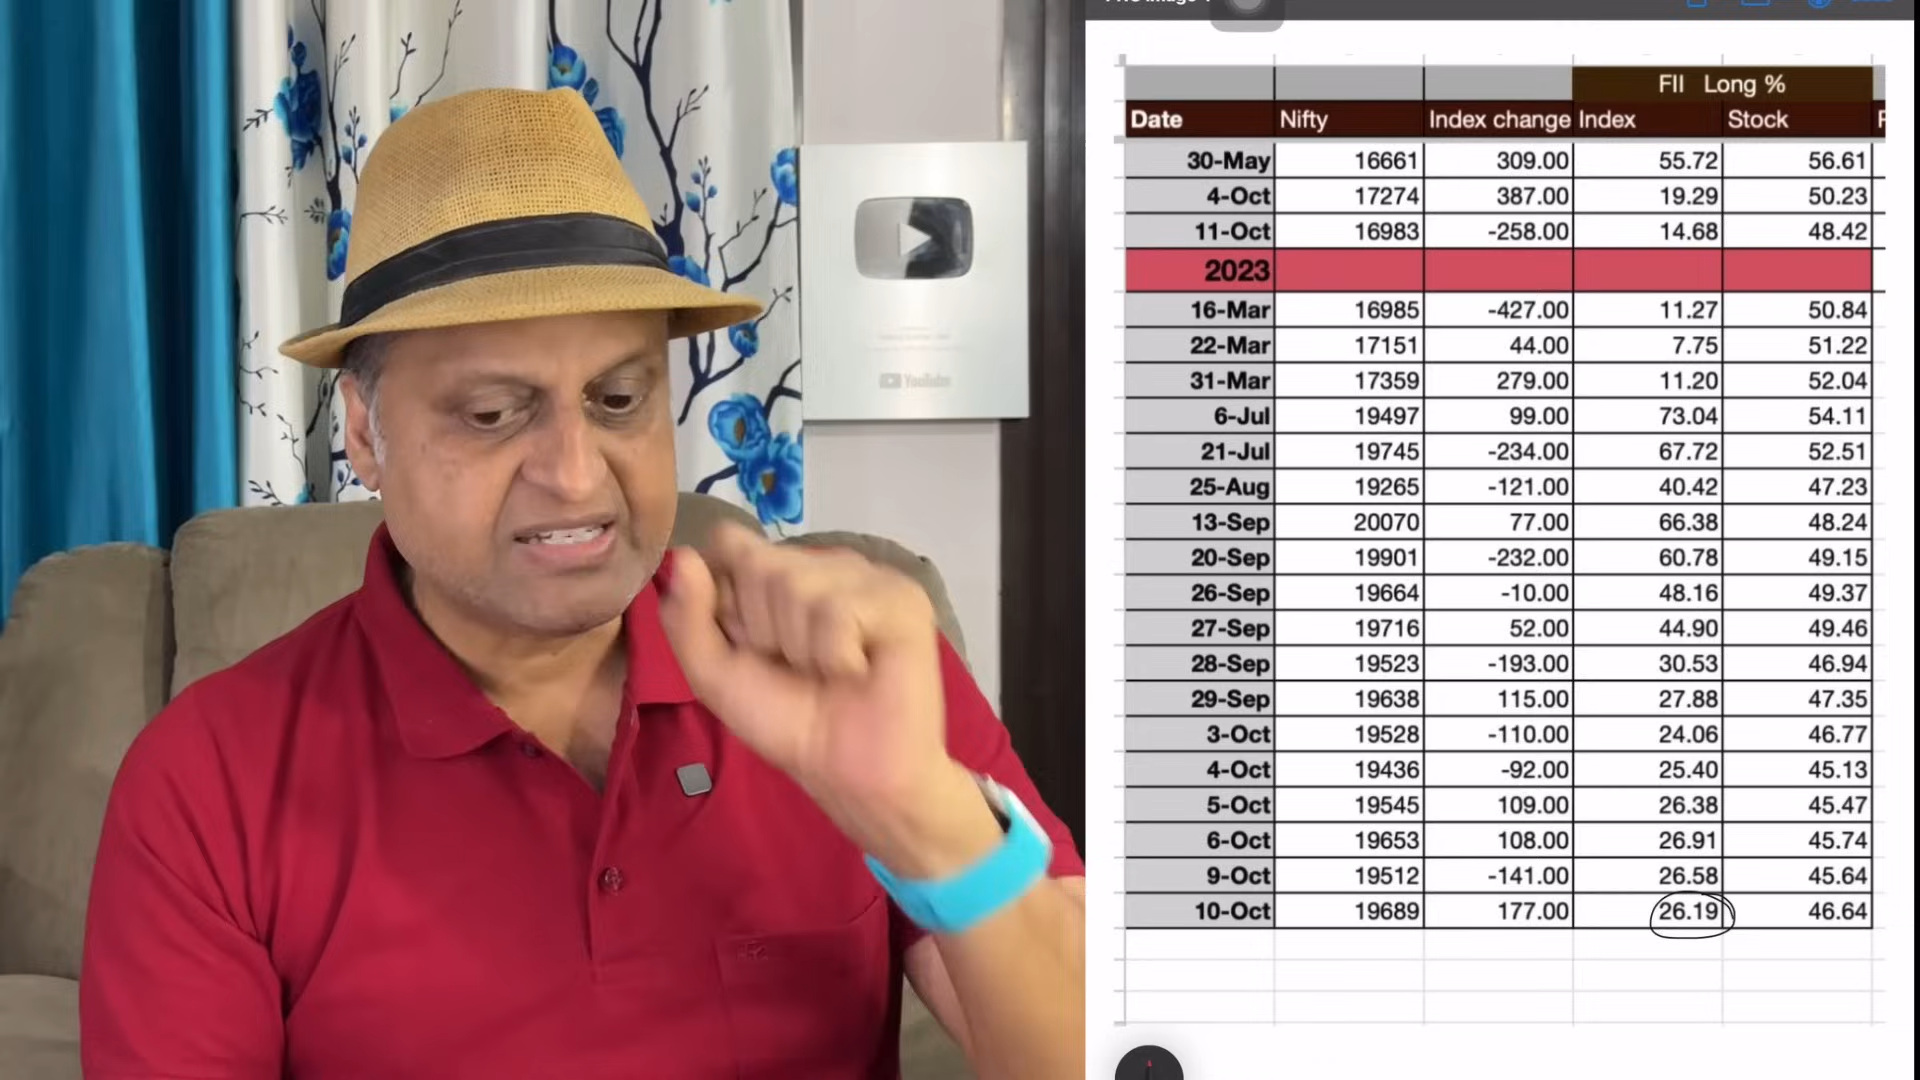 FII Long %
Date Nifty Index change Index Stock
30-May 16661 309.00 55.72 56.61
4-Oct 17274 387.00 19.29 50.23
11-Oct 16983 -258.00 14.68 48.42
2023
16-Mar 16985 -427.00 11.27 50.84
22-Mar 17151 44.00 7.75 51.22
31-Mar 17359 279.00 11.20 52.04
6-Jul 19497 99.00 73.04 54.11
21-Jul 19745 -234.00 67.72 52.51
25-Aug 19265 -121.00 40.42 47.23
13-Sep 20070 77.00 66.38 48.24
20-Sep 19901 -232.00 60.78 49.15
26-Sep 19664 -10.00 48.16 49.37
27-Sep 19716 52.00 44.90 49.46
28-Sep 19523 -193.00 30.53 46.94
29-Sep 19638 115.00 27.88 47.35
3-Oct 19528 -110.00 24.06 46.77
4-Oct 19436 -92.00 25.40 45.13
5-Oct 19545 109.00 26.38 45.47
6-Oct 19653 108.00 26.91 45.74
9-Oct 19512 -141.00 26.58 45.64
10-Oct 19689 177.00 26.19 46.64
YouTube